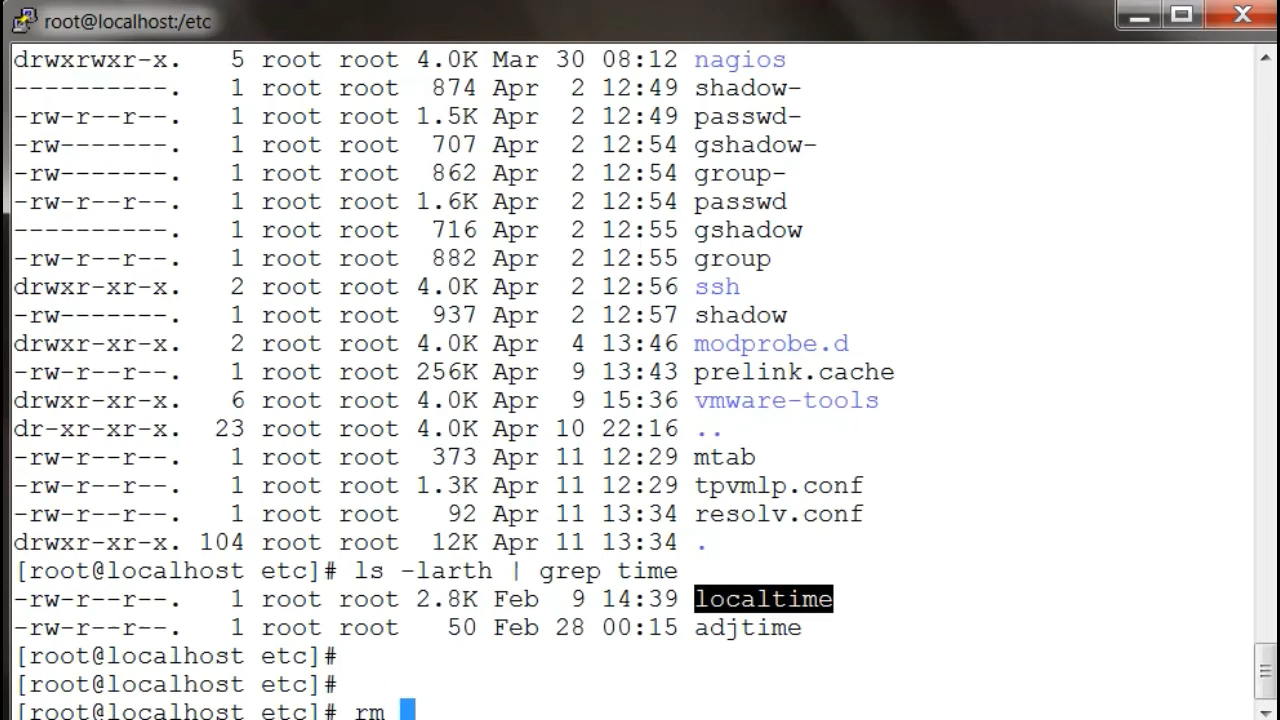 root@localhost:/etc
drwxrwxr-x.   5 root root 4.0K Mar 30 08:12 nagios
----------.   1 root root  874 Apr  2 12:49 shadow-
-rw-r--r--.   1 root root 1.5K Apr  2 12:49 passwd-
-rw-------.   1 root root  707 Apr  2 12:54 gshadow-
-rw-------.   1 root root  862 Apr  2 12:54 group-
-rw-r--r--.   1 root root 1.6K Apr  2 12:54 passwd
----------.   1 root root  716 Apr  2 12:55 gshadow
-rw-r--r--.   1 root root  882 Apr  2 12:55 group
drwxr-xr-x.   2 root root 4.0K Apr  2 12:56 ssh
-rw-------.   1 root root  937 Apr  2 12:57 shadow
drwxr-xr-x.   2 root root 4.0K Apr  4 13:46 modprobe.d
-rw-r--r--.   1 root root 256K Apr  9 13:43 prelink.cache
drwxr-xr-x.   6 root root 4.0K Apr  9 15:36 vmware-tools
dr-xr-xr-x.  23 root root 4.0K Apr 10 22:16 ..
-rw-r--r--.   1 root root  373 Apr 11 12:29 mtab
-rw-r--r--.   1 root root 1.3K Apr 11 12:29 tpvmlp.conf
-rw-r--r--.   1 root root   92 Apr 11 13:34 resolv.conf
drwxr-xr-x. 104 root root  12K Apr 11 13:34 .
[root@localhost etc]# ls -larth | grep time
-rw-r--r--.   1 root root 2.8K Feb  9 14:39 localtime
-rw-r--r--.   1 root root   50 Feb 28 00:15 adjtime
[root@localhost etc]#
[root@localhost etc]#
[root@localhost etc]# rm